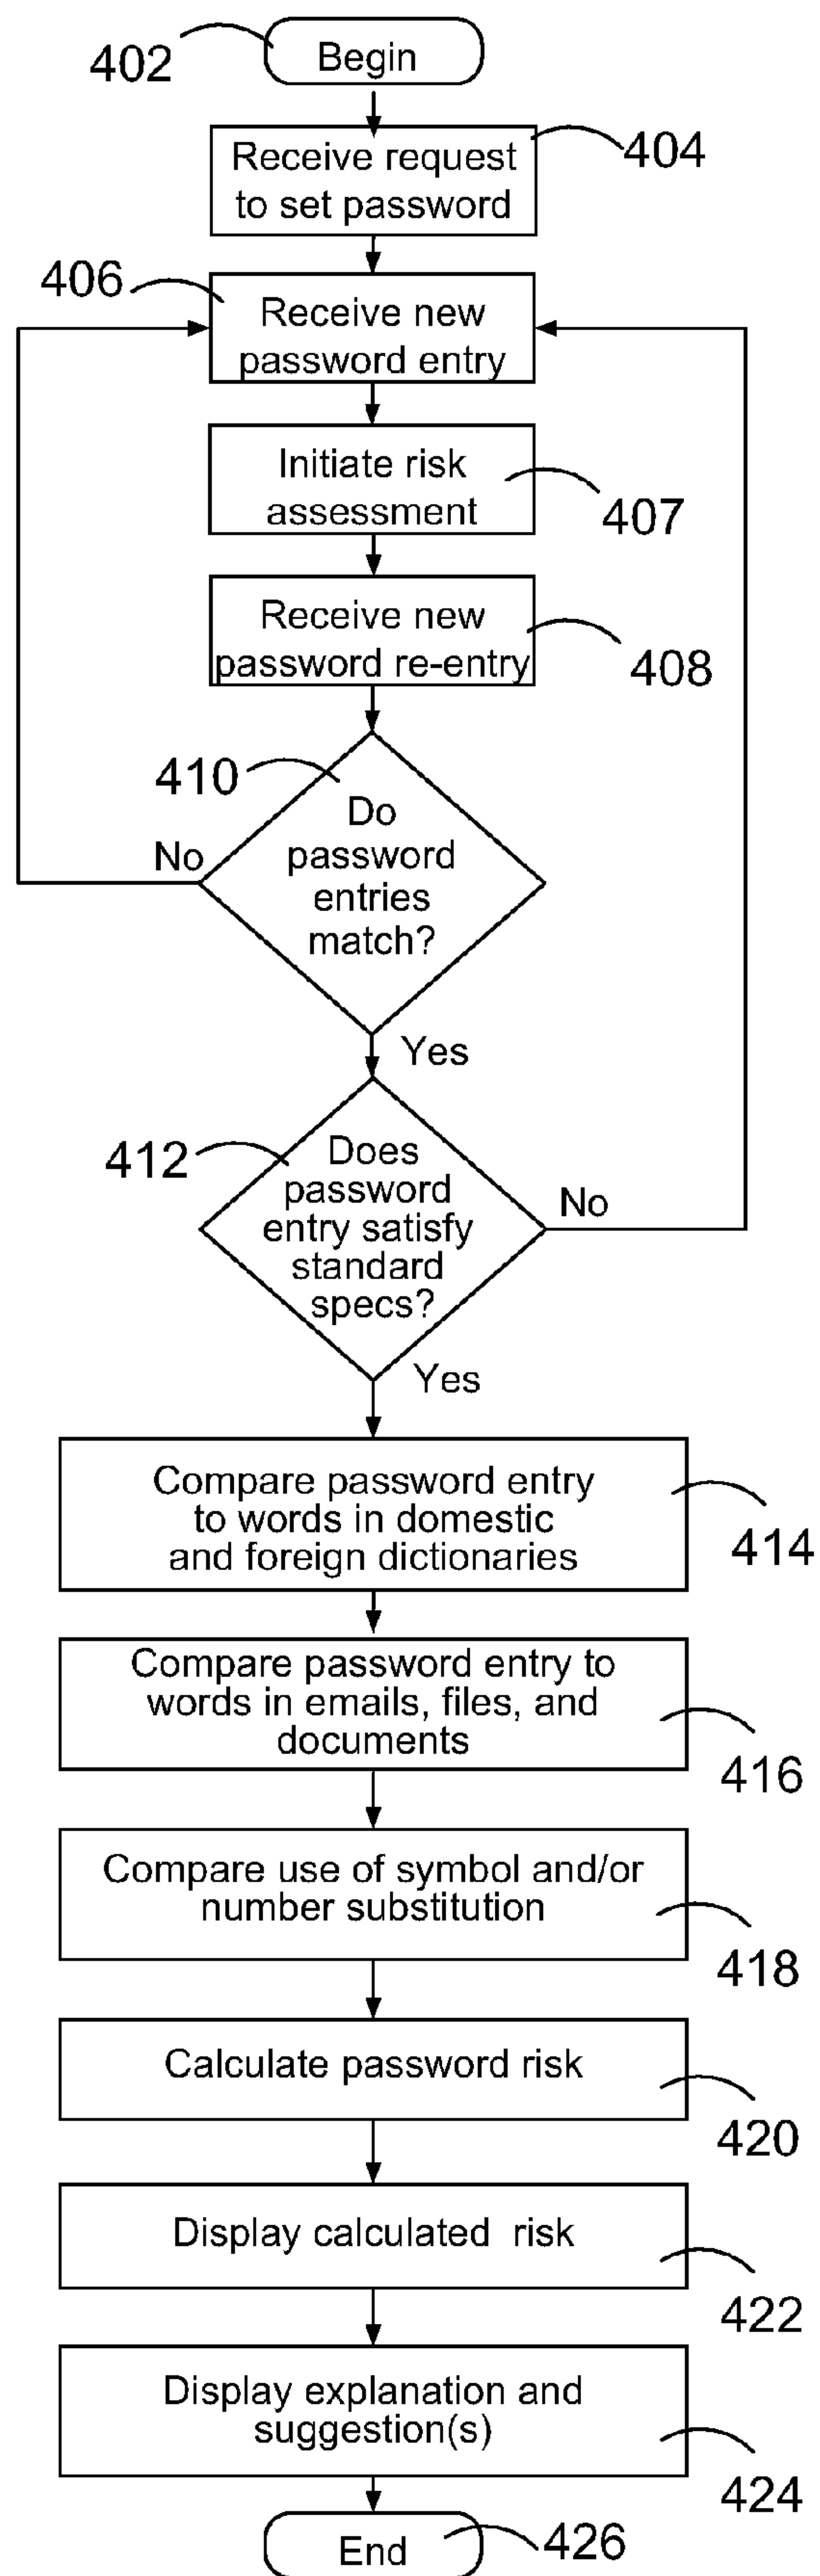 402
Begin
Receive request
to set password
404
406
Receive new
password entry
Initiate risk
assessment
407
Receive new
password re-entry
408
410
Do
password
entries
match?
No
Yes
412
Does
password
entry satisfy
standard
specs?
No
Yes
Compare password entry
to words in domestic
and foreign dictionaries
414
Compare password entry to
words in emails, files, and
documents
416
Compare use of symbol and/or
number substitution
418
Calculate password risk
420
Display calculated risk
422
Display explanation and
suggestion(s)
424
End
426